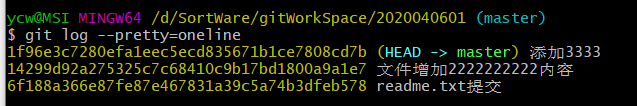 ycw@MSI MINGW64 /d/SortWare/gitWorkSpace/2020040601 (master)
$ git log --pretty=oneline
1f96e3c7280efa1eec5ecd835671b1ce7808cd7b (HEAD -> master) 添加3333
14299d92a275325c7c68410c9b17bd1800a9a1e7 文件增加2222222222内容
6f188a366e87fe87e467831a39c5a74b3dfeb578 readme.txt提交